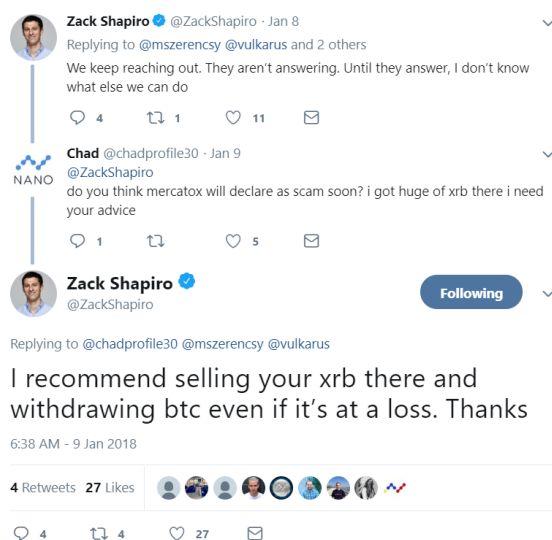 Zack Shapiro @ZackShapiro · Jan 8
Replying to @mszerencsy @vulkarus and 2 others
We keep reaching out. They aren't answering. Until they answer, I don't know
what else we can do
4 1 11
Chad @chadprofile30 · Jan 9
@ZackShapiro
NANO
do you think mercatox will declare as scam soon? i got huge of xrb there i need
your advice
1 5
Zack Shapiro
@ZackShapiro
Following
Replying to @chadprofile30 @mszerencsy @vulkarus
I recommend selling your xrb there and
withdrawing btc even if it's at a loss. Thanks
6:38 AM - 9 Jan 2018
4 Retweets 27 Likes
4 4 27